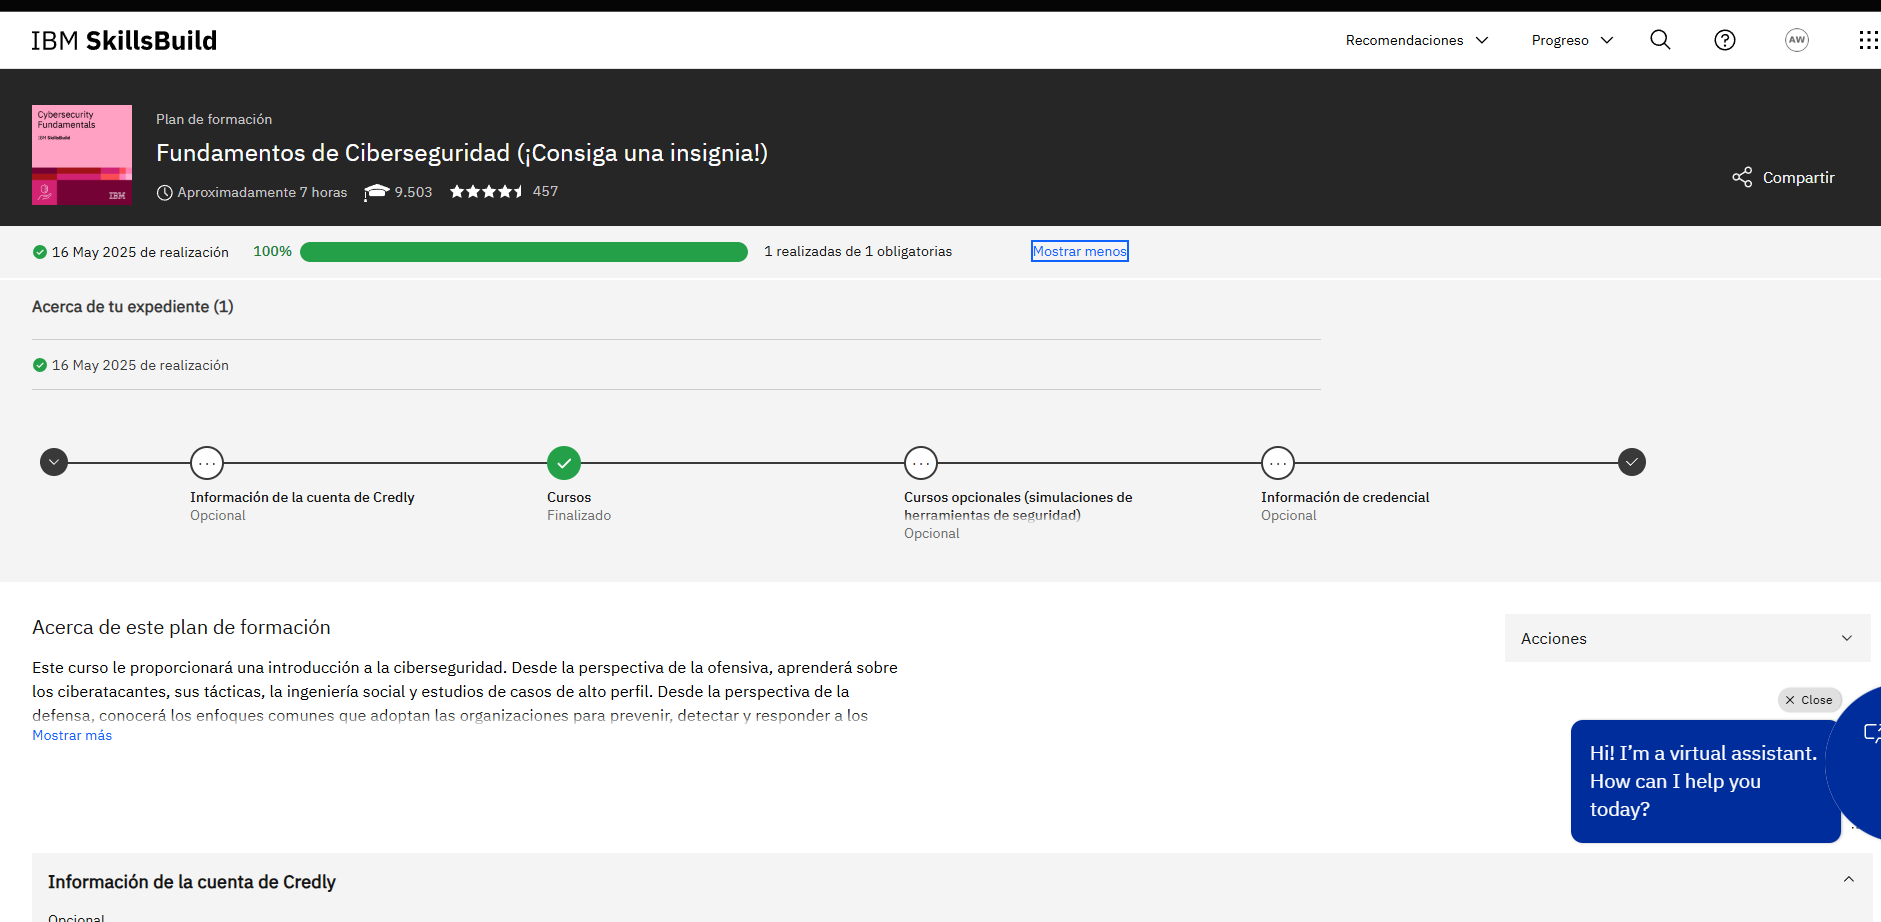 IBM SkillsBuild
Recomendaciones
Progreso
AW
Cybersecurity
Fundamentals
IBM SkillsBuild
IBM
Plan de formación
Fundamentos de Ciberseguridad (¡Consiga una insignia!)
Aproximadamente 7 horas
9.503
457
Compartir
16 May 2025 de realización
100%
1 realizadas de 1 obligatorias
Mostrar menos
Acerca de tu expediente (1)
16 May 2025 de realización
Información de la cuenta de Credly
Opcional
Cursos
Finalizado
Cursos opcionales (simulaciones de
herramientas de seguridad)
Opcional
Información de credencial
Opcional
Acerca de este plan de formación
Este curso le proporcionará una introducción a la ciberseguridad. Desde la perspectiva de la ofensiva, aprenderá sobre
los ciberatacantes, sus tácticas, la ingeniería social y estudios de casos de alto perfil. Desde la perspectiva de la
defensa, conocerá los enfoques comunes que adoptan las organizaciones para prevenir, detectar y responder a los
Mostrar más
Acciones
Close
Hi! I'm a virtual assistant.
How can I help you
today?
Información de la cuenta de Credly
Opcional